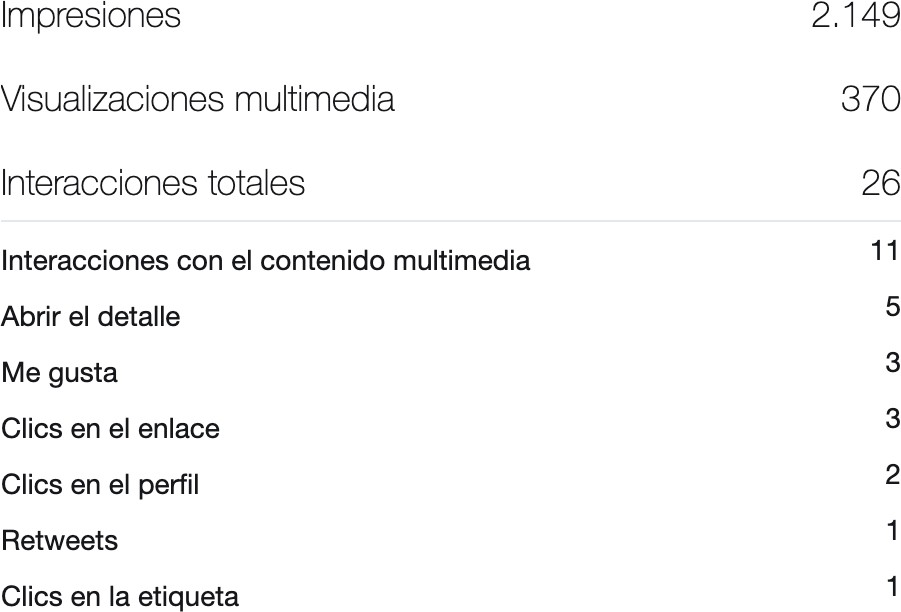 Impresiones 2.149
Visualizaciones multimedia 370
Interacciones totales 26
Interacciones con el contenido multimedia 11
Abrir el detalle 5
Me gusta 3
Clics en el enlace 3
Clics en el perfil 2
Retweets 1
Clics en la etiqueta 1